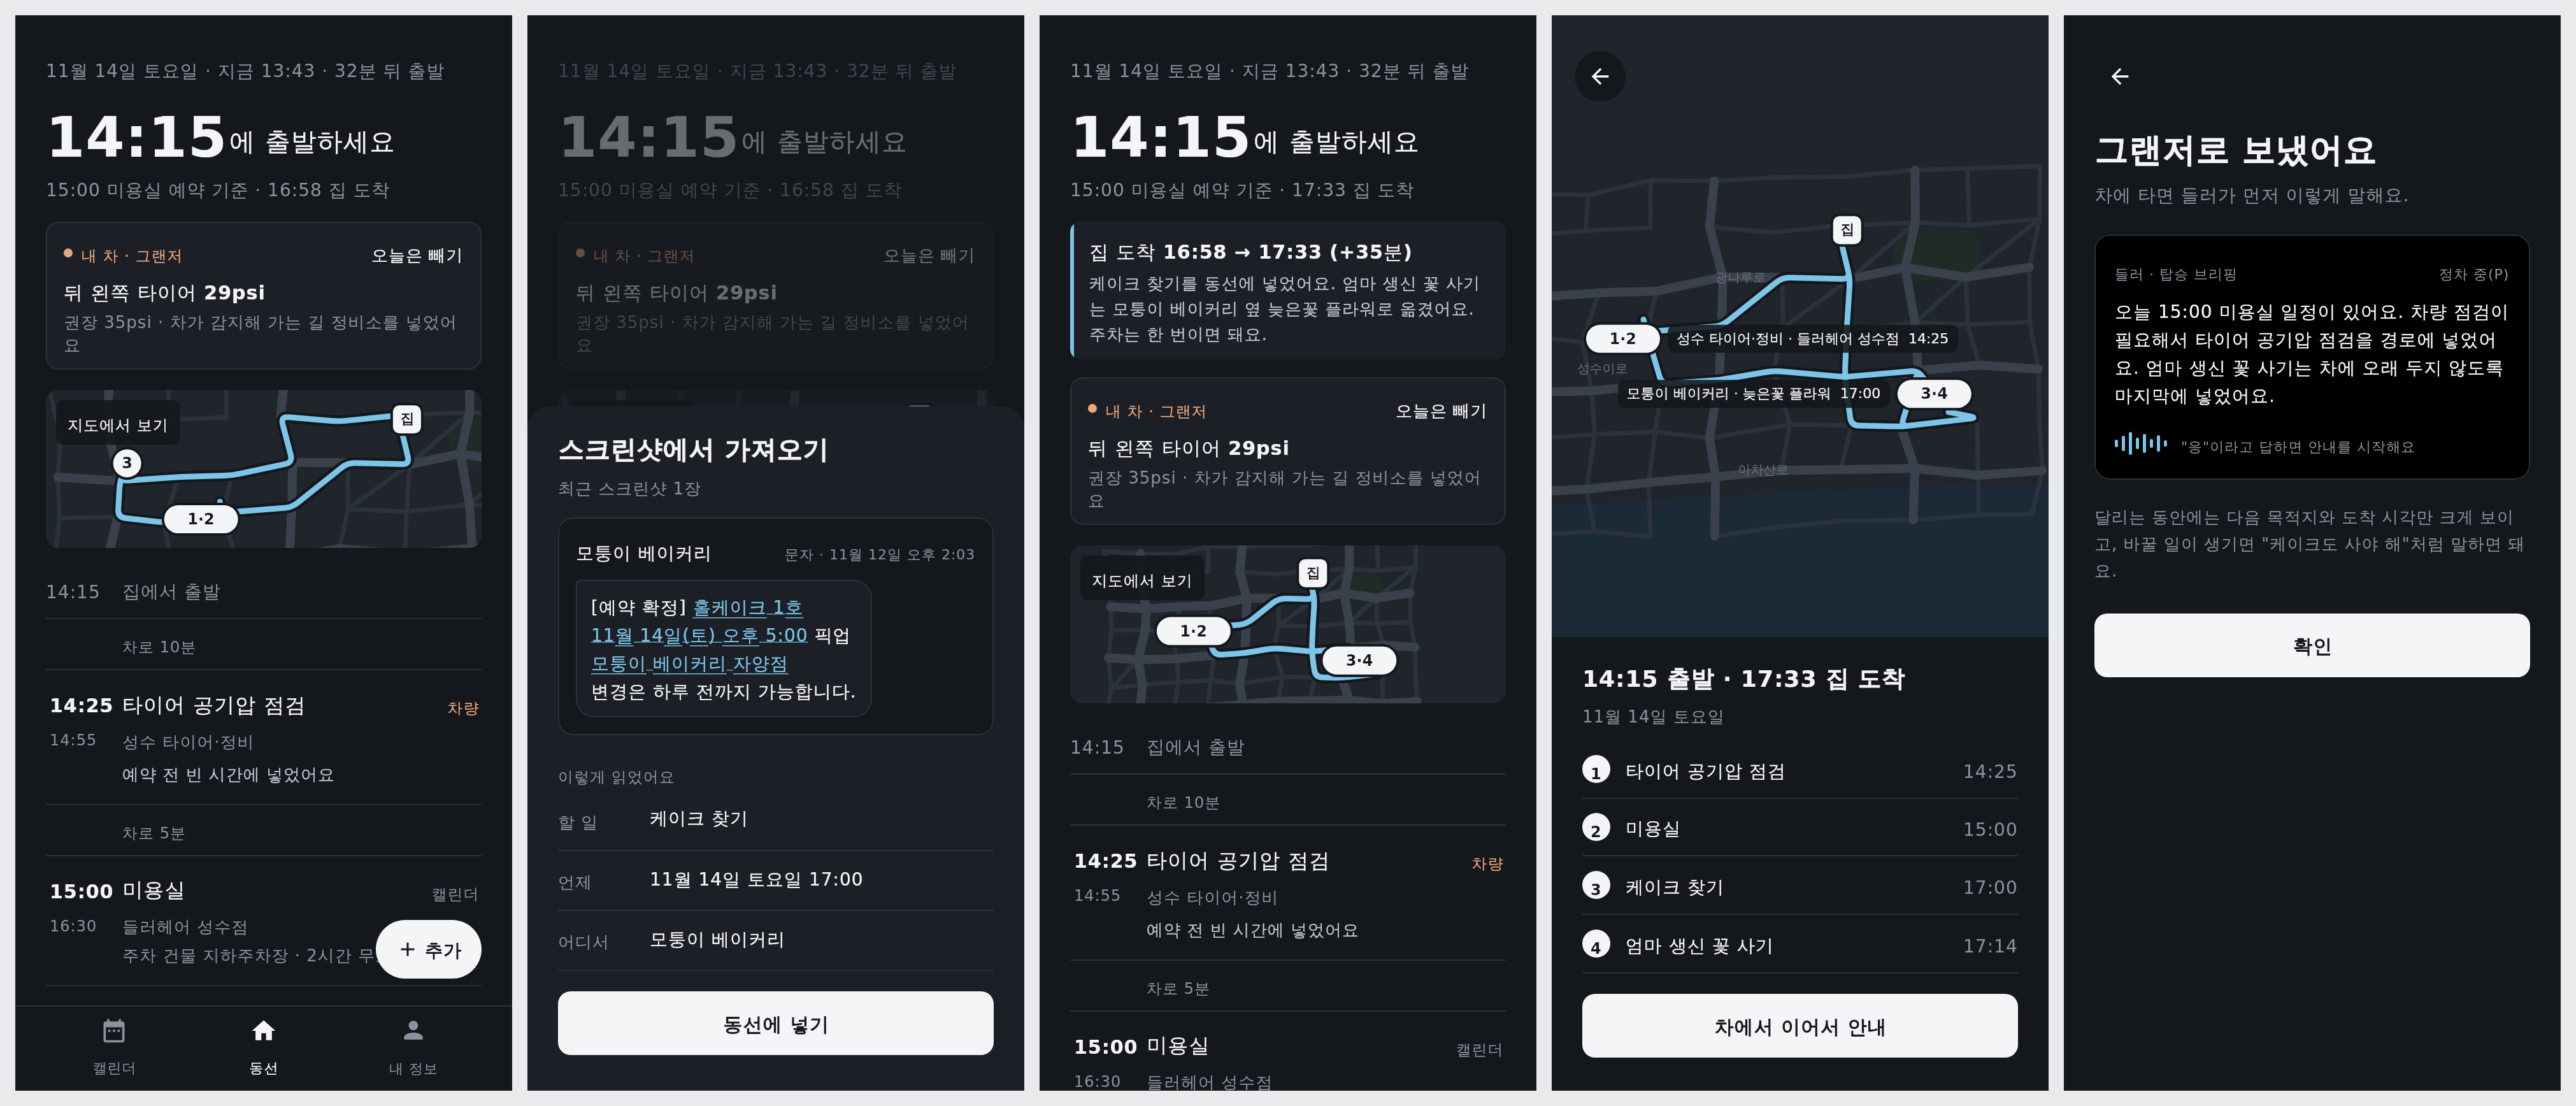 11월 14일 토요일 · 지금 13:43 · 32분 뒤 출발
14:15에 출발하세요
15:00 미용실 예약 기준 · 16:58 집 도착
내 차 · 그랜저
오늘은 빼기
뒤 왼쪽 타이어 29psi
권장 35psi · 차가 감지해 가는 길 정비소를 넣었어
요
지도에서 보기
집
3
1·2
14:15 집에서 출발
차로 10분
14:25 타이어 공기압 점검 차량
14:55 성수 타이어·정비
예약 전 빈 시간에 넣었어요
차로 5분
15:00 미용실 캘린더
16:30 들러헤어 성수점
주차 건물 지하주차장 · 2시간 무
+ 추가
캘린더
동선
내 정보
11월 14일 토요일 · 지금 13:43 · 32분 뒤 출발
14:15에 출발하세요
15:00 미용실 예약 기준 · 16:58 집 도착
내 차 · 그랜저
오늘은 빼기
뒤 왼쪽 타이어 29psi
권장 35psi · 차가 감지해 가는 길 정비소를 넣었어
요
스크린샷에서 가져오기
최근 스크린샷 1장
모퉁이 베이커리 문자 · 11월 12일 오후 2:03
[예약 확정] 홀케이크 1호
11월 14일(토) 오후 5:00 픽업
모퉁이 베이커리 자양점
변경은 하루 전까지 가능합니다.
이렇게 읽었어요
할 일 케이크 찾기
언제 11월 14일 토요일 17:00
어디서 모퉁이 베이커리
동선에 넣기
11월 14일 토요일 · 지금 13:43 · 32분 뒤 출발
14:15에 출발하세요
15:00 미용실 예약 기준 · 17:33 집 도착
집 도착 16:58 → 17:33 (+35분)
케이크 찾기를 동선에 넣었어요. 엄마 생신 꽃 사기
는 모퉁이 베이커리 옆 늦은꽃 플라워로 옮겼어요.
주차는 한 번이면 돼요.
내 차 · 그랜저
오늘은 빼기
뒤 왼쪽 타이어 29psi
권장 35psi · 차가 감지해 가는 길 정비소를 넣었어
요
지도에서 보기
집
1·2
3·4
14:15 집에서 출발
차로 10분
14:25 타이어 공기압 점검 차량
14:55 성수 타이어·정비
예약 전 빈 시간에 넣었어요
차로 5분
15:00 미용실 캘린더
16:30 들러헤어 성수점
집
광나루로
1·2
성수 타이어·정비 · 들러헤어 성수점 14:25
성수이로
모퉁이 베이커리 · 늦은꽃 플라워 17:00
3·4
아차산로
14:15 출발 · 17:33 집 도착
11월 14일 토요일
1 타이어 공기압 점검 14:25
2 미용실 15:00
3 케이크 찾기 17:00
4 엄마 생신 꽃 사기 17:14
차에서 이어서 안내
그랜저로 보냈어요
차에 타면 들러가 먼저 이렇게 말해요.
들러 · 탑승 브리핑 정차 중(P)
오늘 15:00 미용실 일정이 있어요. 차량 점검이
필요해서 타이어 공기압 점검을 경로에 넣었어
요. 엄마 생신 꽃 사기는 차에 오래 두지 않도록
마지막에 넣었어요.
"응"이라고 답하면 안내를 시작해요
달리는 동안에는 다음 목적지와 도착 시각만 크게 보이
고, 바꿀 일이 생기면 "케이크도 사야 해"처럼 말하면 돼
요.
확인